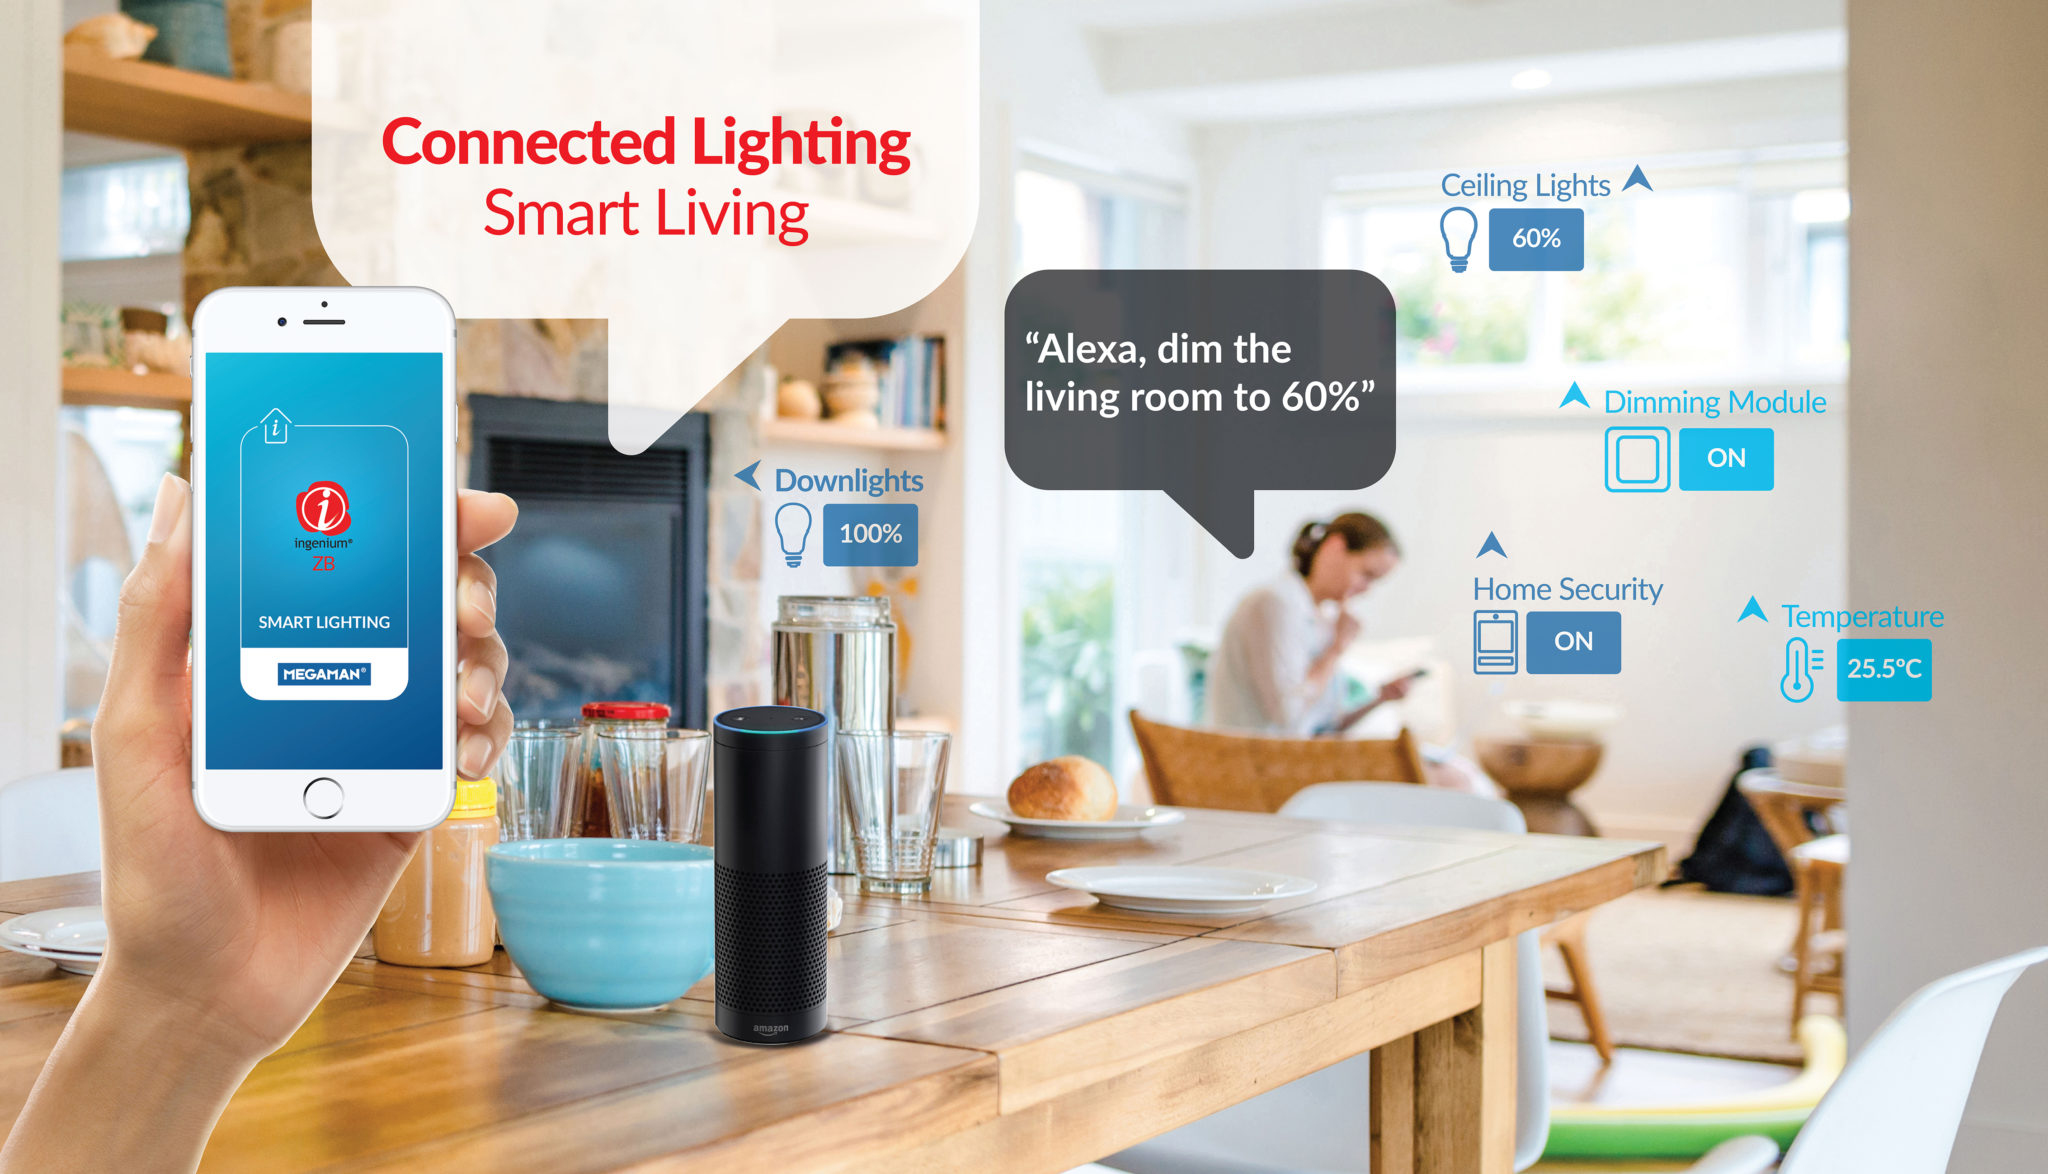 Connected Lighting
Smart Living
Ceiling Lights
60%
“Alexa, dim the
living room to 60%”
Dimming Module
ON
Downlights
100%
i
i
ingenium®
ZB
SMART LIGHTING
MEGAMAN®
Home Security
ON
Temperature
25.5ºC
amazon